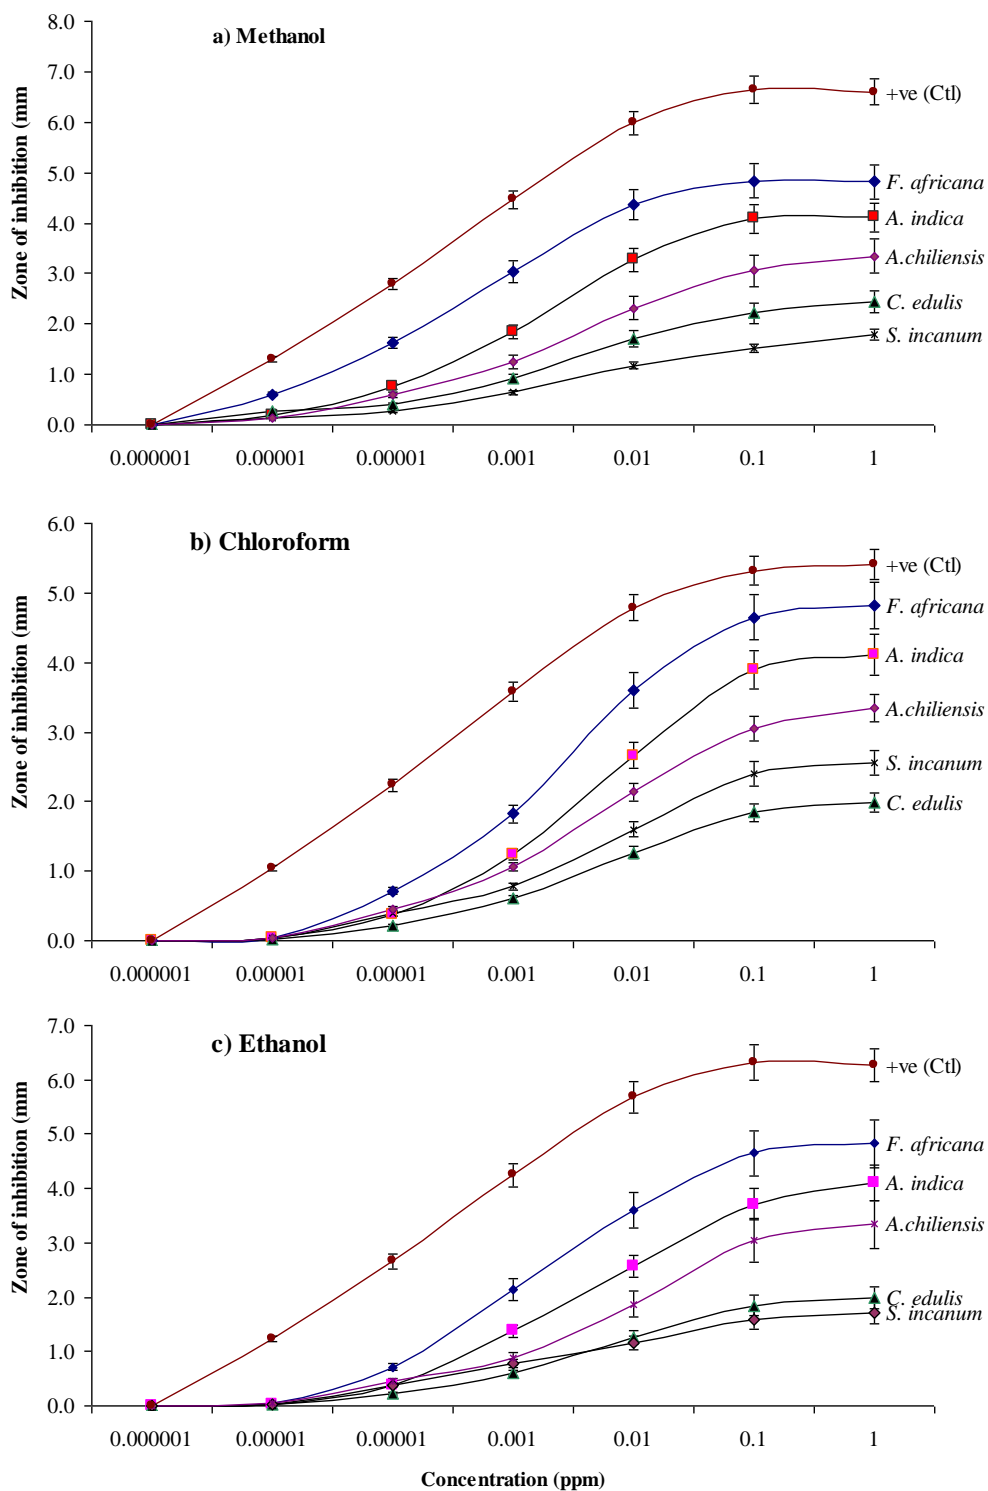 a) Methanol
8.0
7.0
6.0
5.0
4.0
3.0
2.0
1.0
0.0
Zone of inhibition (mm
+ve (Ctl)
F. africana
A. indica
A.chiliensis
C. edulis
S. incanum
0.000001 0.00001 0.00001 0.001 0.01 0.1 1
b) Chloroform
6.0
5.0
4.0
3.0
2.0
1.0
0.0
Zone of inhibition (mm
+ve (Ctl)
F. africana
A. indica
A.chiliensis
S. incanum
C. edulis
0.000001 0.00001 0.00001 0.001 0.01 0.1 1
c) Ethanol
7.0
6.0
5.0
4.0
3.0
2.0
1.0
0.0
Zone of inhibition (mm
+ve (Ctl)
F. africana
A. indica
A.chiliensis
C. edulis
S. incanum
0.000001 0.00001 0.00001 0.001 0.01 0.1 1
Concentration (ppm)